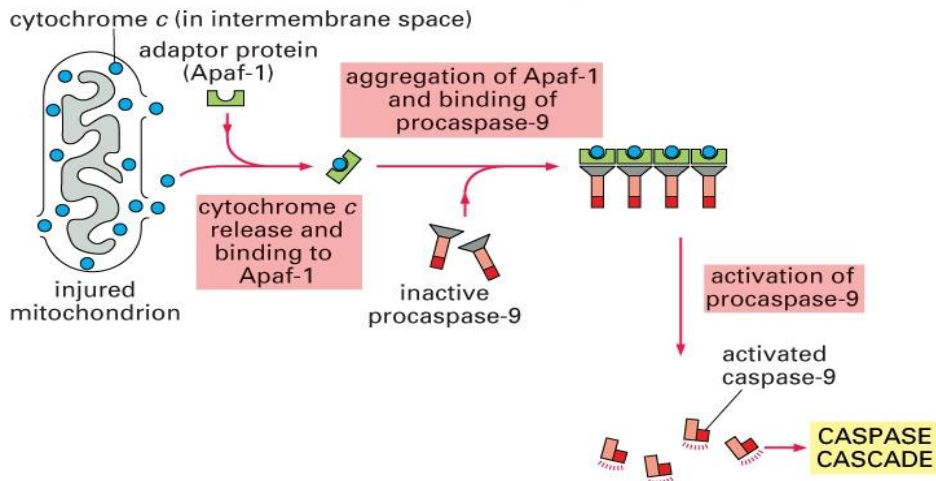 cytochrome c (in intermembrane space)
adaptor protein
(Apaf-1)
aggregation of Apaf-1
and binding of
procaspase-9
cytochrome c
release and
binding to
Apaf-1
injured
mitochondrion
inactive
procaspase-9
activation of
procaspase-9
activated
caspase-9
CASPASE
CASCADE